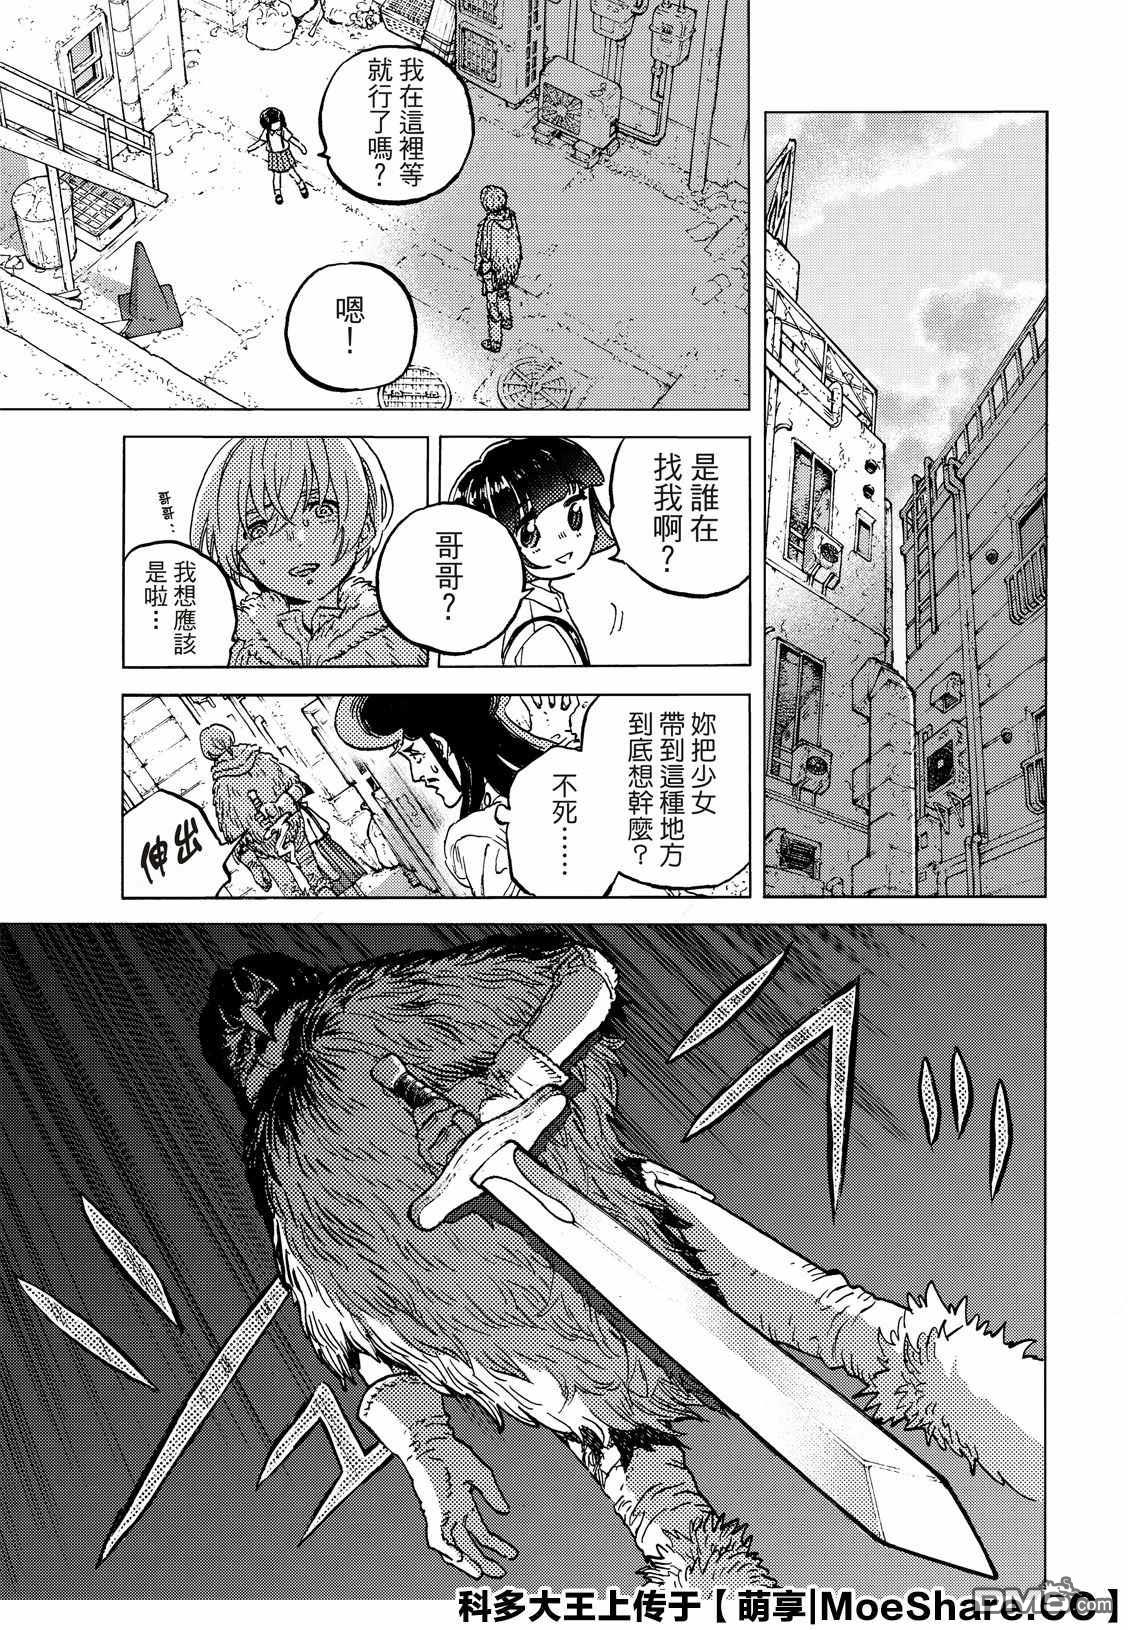 我在這裡等
就行了嗎？
嗯！
是誰在
找我啊？
哥哥？
哥哥…
我想應該
是啦…
妳把少女
帶到這種地方
到底想幹麼？
不死……
伸出
科多大王上传于【萌享|MoeShare.CC】